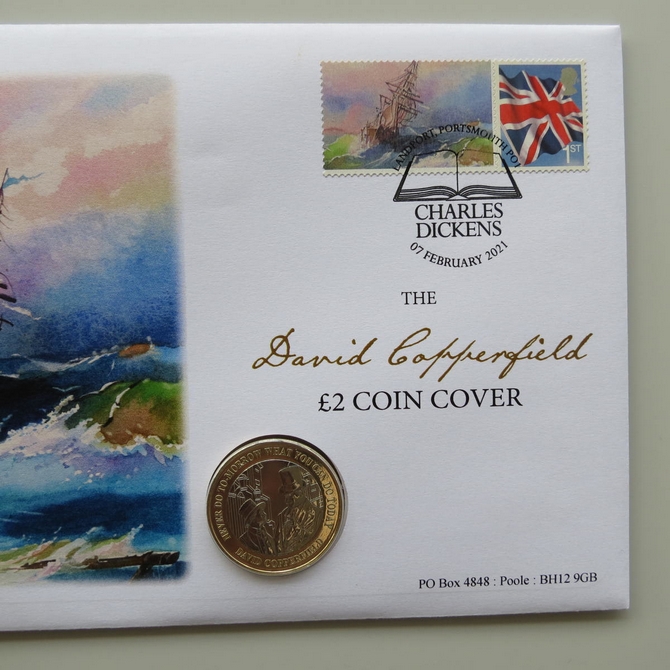 LANDPORT, PORTSMOUTH PO1
1ST
CHARLES
DICKENS
07 FEBRUARY 2021
THE
David Copperfield
£2 COIN COVER
NEVER DO TO-MORROW WHAT YOU CAN DO TODAY
DAVID COPPERFIELD
PO Box 4848 : Poole : BH12 9GB